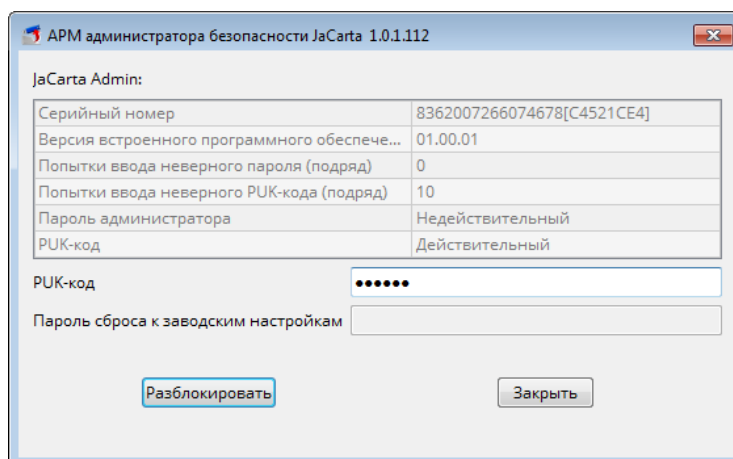 АРМ администратора безопасности JaCarta 1.0.1.112
JaCarta Admin:
Серийный номер 8362007266074678[C4521CE4]
Версия встроенного программного обеспече... 01.00.01
Попытки ввода неверного пароля (подряд) 0
Попытки ввода неверного PUK-кода (подряд) 10
Пароль администратора Недействительный
PUK-код Действительный
PUK-код ••••••
Пароль сброса к заводским настройкам
Разблокировать Закрыть